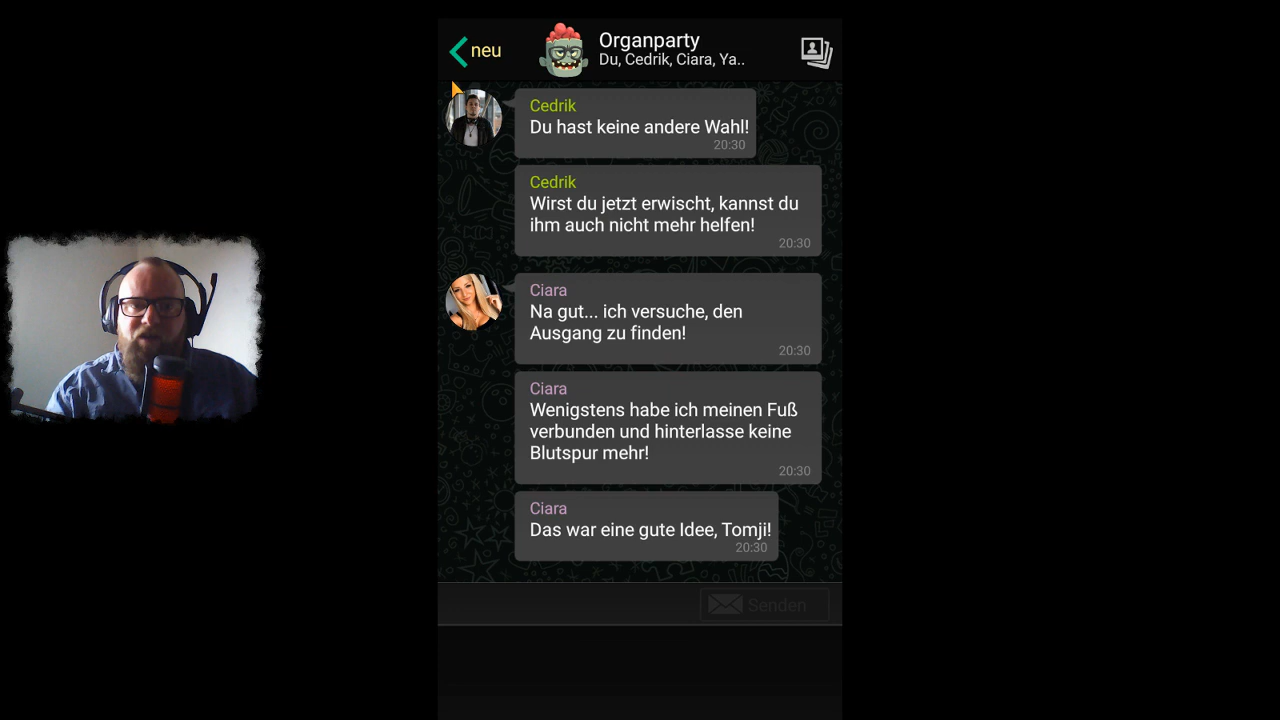 neu
Organparty
Du, Cedrik, Ciara, Ya..
Cedrik
Du hast keine andere Wahl!
20:30
Cedrik
Wirst du jetzt erwischt, kannst du
ihm auch nicht mehr helfen!
20:30
Ciara
Na gut... ich versuche, den
Ausgang zu finden!
20:30
Ciara
Wenigstens habe ich meinen Fuß
verbunden und hinterlasse keine
Blutspur mehr!
20:30
Ciara
Das war eine gute Idee, Tomji!
20:30
Senden